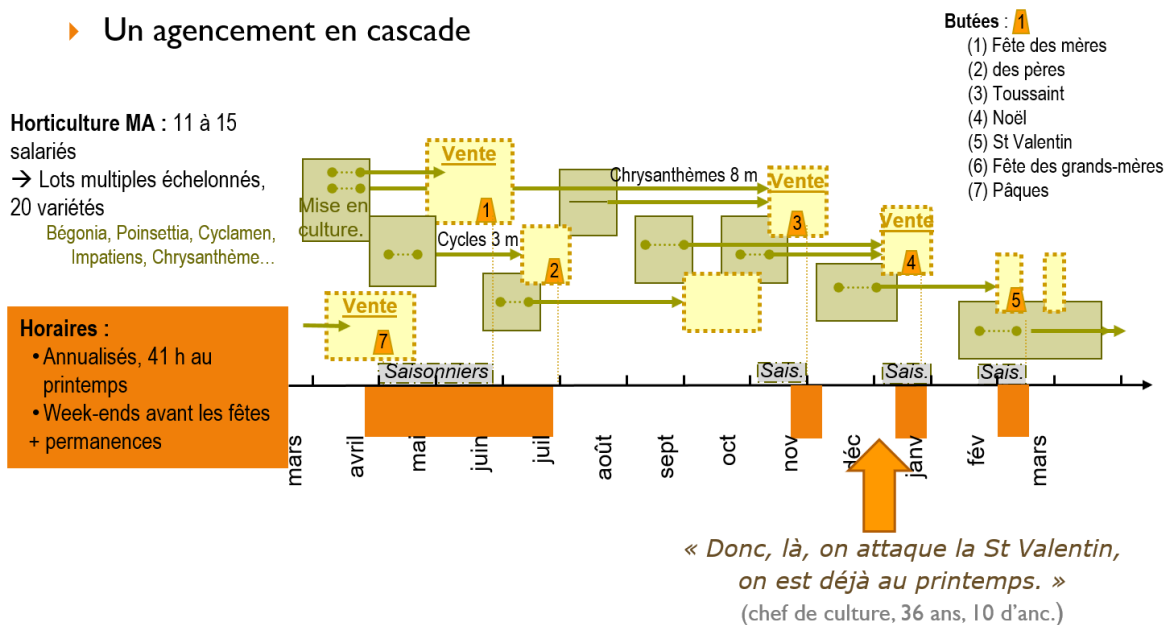 Un agencement en cascade
Butées : 1
(1) Fête des mères
(2) des pères
(3) Toussaint
(4) Noël
(5) St Valentin
(6) Fête des grands-mères
(7) Pâques
Horticulture MA : 11 à 15
salariés
→ Lots multiples échelonnés,
20 variétés
Bégonia, Poinsettia, Cyclamen,
Impatiens, Chrysanthème…
Mise en
culture.
Vente
1
Chrysanthèmes 8 m
Vente
3
Cycles 3 m
2
Vente
4
Vente
7
5
Horaires :
• Annualisés, 41 h au
printemps
• Week-ends avant les fêtes
+ permanences
Saisonniers
Sais.
Sais.
Sais.
mars
avril
mai
juin
juil
août
sept
oct
nov
déc
janv
fév
mars
« Donc, là, on attaque la St Valentin,
on est déjà au printemps. »
(chef de culture, 36 ans, 10 d’anc.)